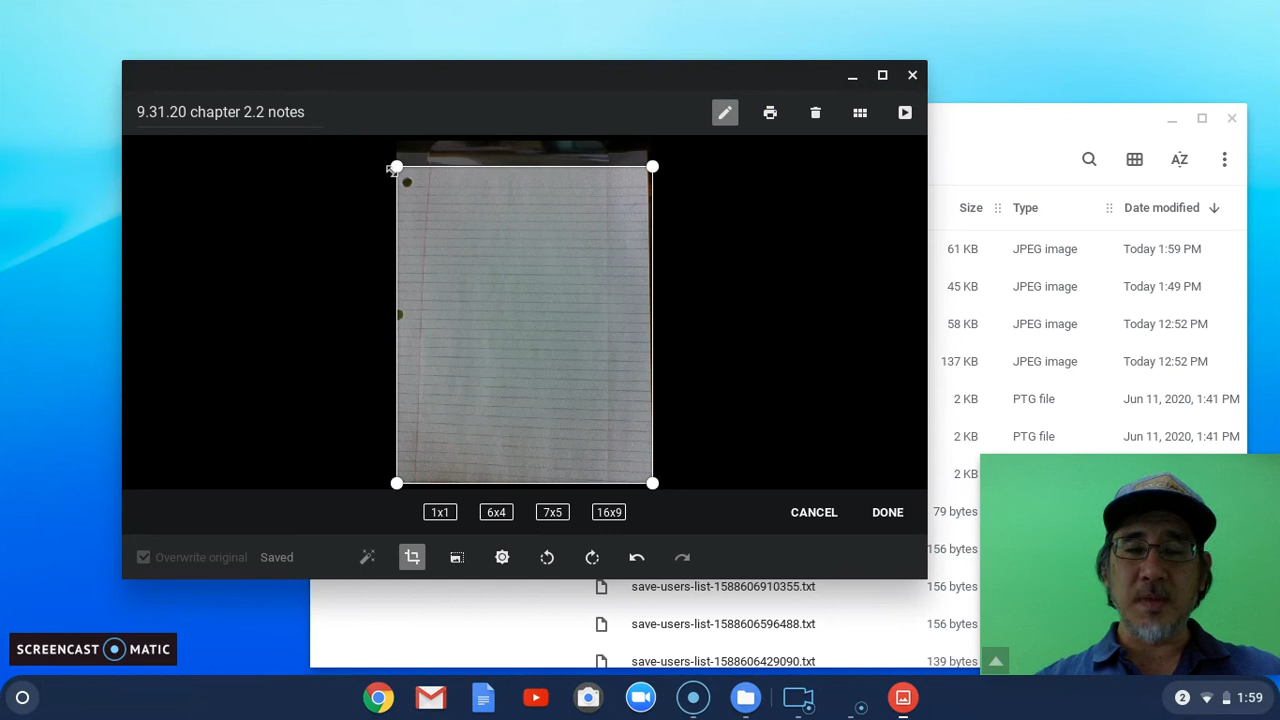 9.31.20 chapter 2.2 notes
Size Type Date modified
61 KB JPEG image Today 1:59 PM
45 KB JPEG image Today 1:49 PM
58 KB JPEG image Today 12:52 PM
137 KB JPEG image Today 12:52 PM
2 KB PTG file Jun 11, 2020, 1:41 PM
2 KB PTG file Jun 11, 2020, 1:41 PM
2 KB
79 bytes
156 bytes
1x1 6x4 7x5 16x9 CANCEL DONE
Overwrite original Saved
save-users-list-1588606910355.txt 156 bytes
save-users-list-1588606596488.txt 156 bytes
save-users-list-1588606429090.txt 139 bytes
SCREENCAST MATIC
2 1:59